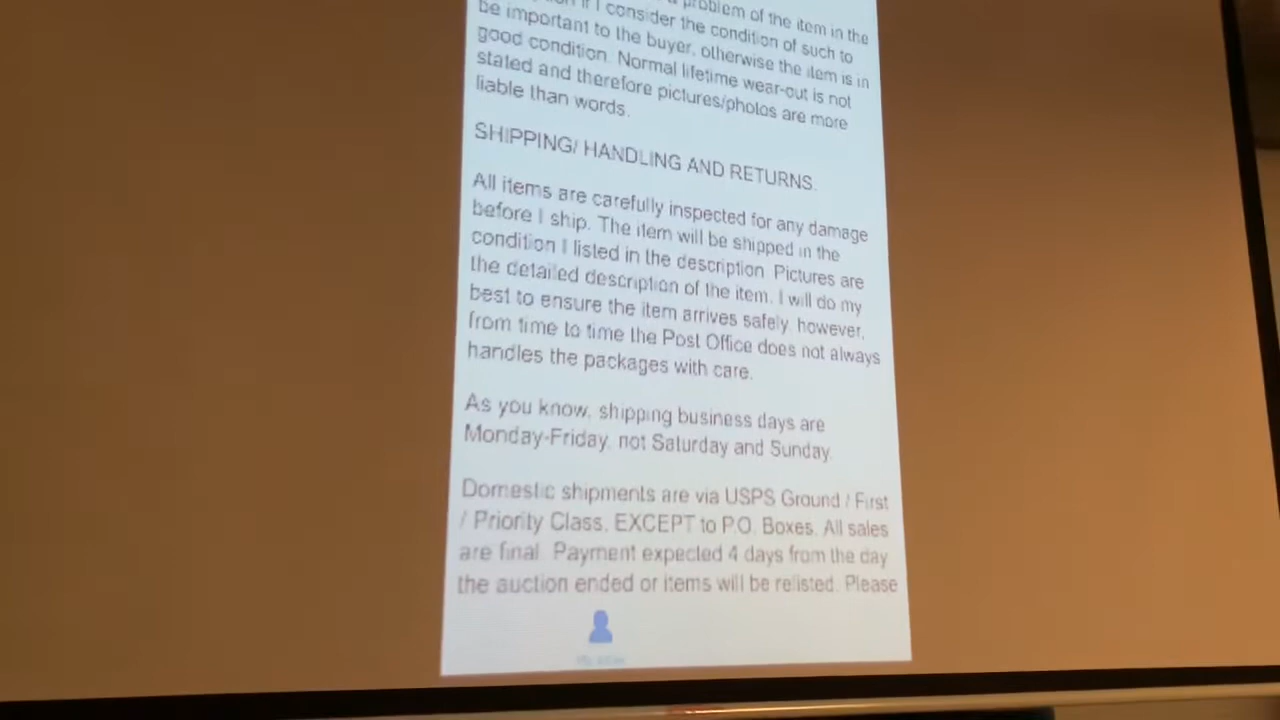 problem of the item in the
if I consider the condition of such to
be important to the buyer, otherwise the item is in
good condition. Normal lifetime wear-out is not
stated and therefore pictures/photos are more
liable than words.
SHIPPING/ HANDLING AND RETURNS.
All items are carefully inspected for any damage
before I ship. The item will be shipped in the
condition I listed in the description. Pictures are
the detailed description of the item. I will do my
best to ensure the item arrives safely, however,
from time to time the Post Office does not always
handles the packages with care.
As you know, shipping business days are
Monday-Friday, not Saturday and Sunday.
Domestic shipments are via USPS Ground / First
/ Priority Class, EXCEPT to P.O. Boxes. All sales
are final. Payment expected 4 days from the day
the auction ended or items will be relisted. Please